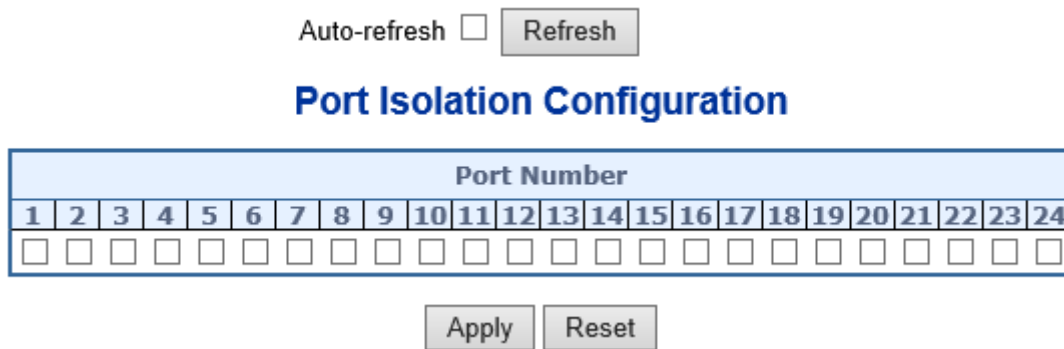 Auto-refresh Refresh
Port Isolation Configuration
Port Number
1 2 3 4 5 6 7 8 9 10 11 12 13 14 15 16 17 18 19 20 21 22 23 24
Apply Reset